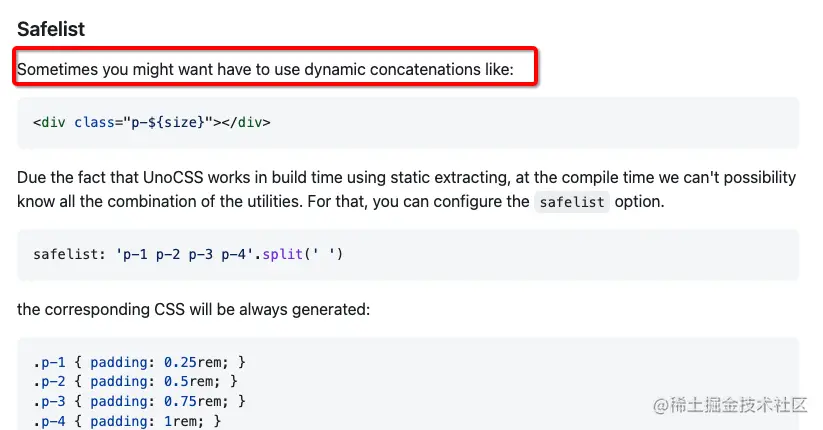 Safelist
Sometimes you might want have to use dynamic concatenations like:
<div class="p-${size}"></div>
Due the fact that UnoCSS works in build time using static extracting, at the compile time we can't possibility
know all the combination of the utilities. For that, you can configure the safelist option.
safelist: 'p-1 p-2 p-3 p-4'.split(' ')
the corresponding CSS will be always generated:
.p-1 { padding: 0.25rem; }
.p-2 { padding: 0.5rem; }
.p-3 { padding: 0.75rem; }
.p-4 { padding: 1rem; }
@稀土掘金技术社区